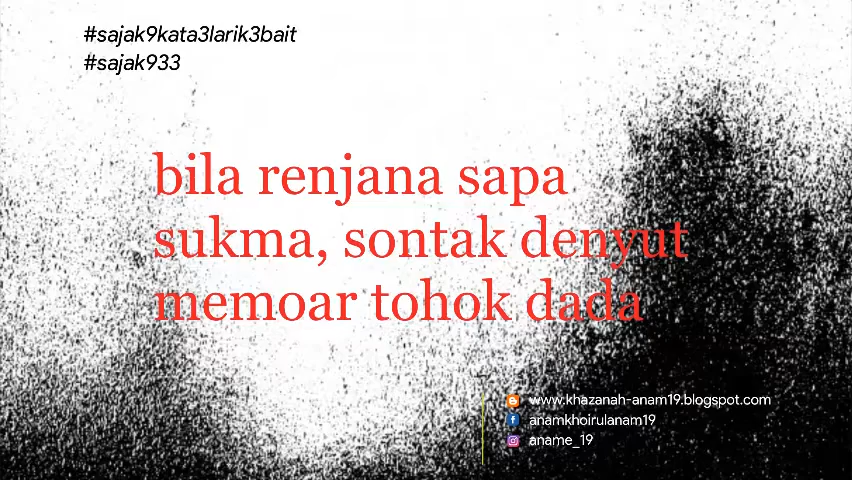 #sajak9kata3larik3bait
#sajak933
bila renjana sapa
sukma, sontak denyut
memoar tohok dada
www.khazanah-anam19.blogspot.com
anamkhoirulanam19
aname_19